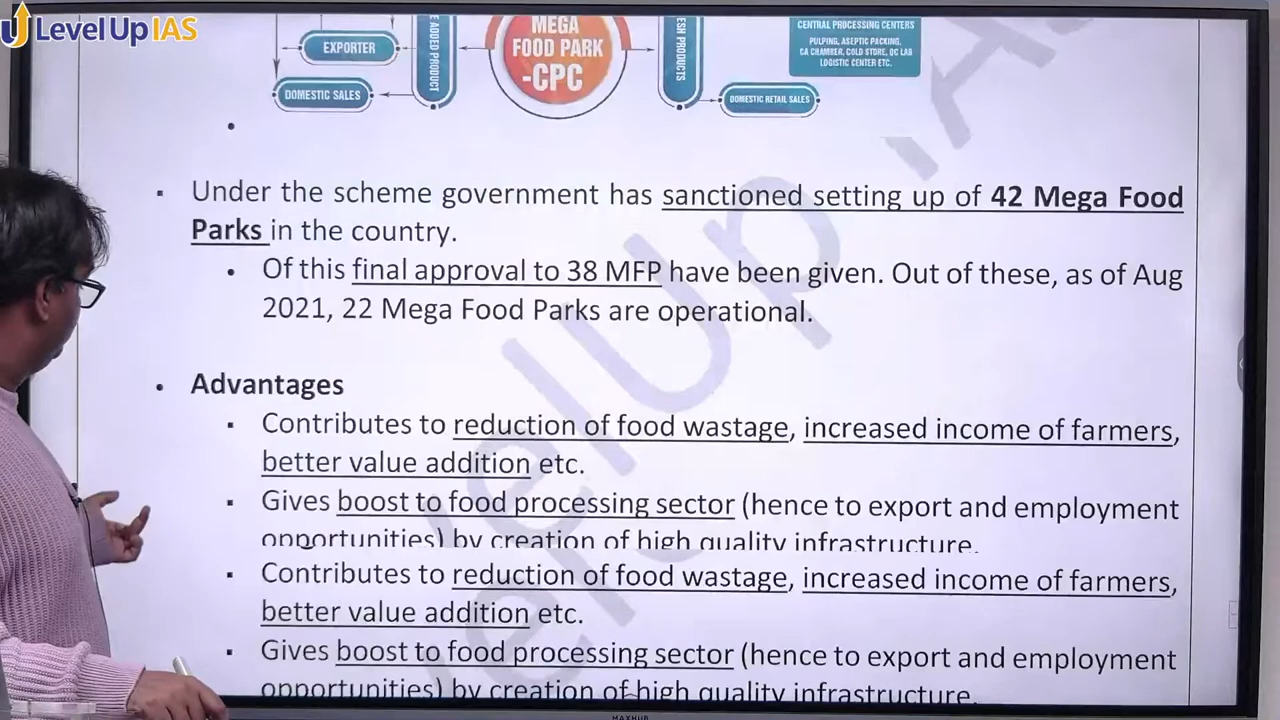 LevelUp IAS
MEGA
FOOD PARK
-CPC
EXPORTER
DOMESTIC SALES
E ADDED PRODUCT
ESH PRODUCTS
CENTRAL PROCESSING CENTERS
PULPING, ASEPTIC PACKING,
CA CHAMBER, COLD STORE, QC LAB
LOGISTIC CENTER ETC.
DOMESTIC RETAIL SALES
Under the scheme government has sanctioned setting up of 42 Mega Food
Parks in the country.
Of this final approval to 38 MFP have been given. Out of these, as of Aug
2021, 22 Mega Food Parks are operational.
Advantages
Contributes to reduction of food wastage, increased income of farmers,
better value addition etc.
Gives boost to food processing sector (hence to export and employment
opportunities) by creation of high quality infrastructure.
Contributes to reduction of food wastage, increased income of farmers,
better value addition etc.
Gives boost to food processing sector (hence to export and employment
opportunities) by creation of high quality infrastructure.
MAXHUB